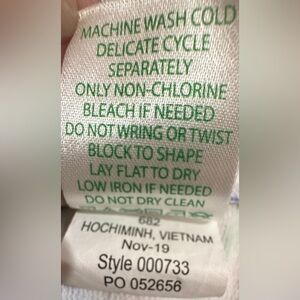 MACHINE WASH COLD
DELICATE CYCLE
SEPARATELY
ONLY NON-CHLORINE
BLEACH IF NEEDED
DO NOT WRING OR TWIST
BLOCK TO SHAPE
LAY FLAT TO DRY
LOW IRON IF NEEDED
DO NOT DRY CLEAN
682
HOCHIMINH, VIETNAM
Nov-19
Style 000733
PO 052656